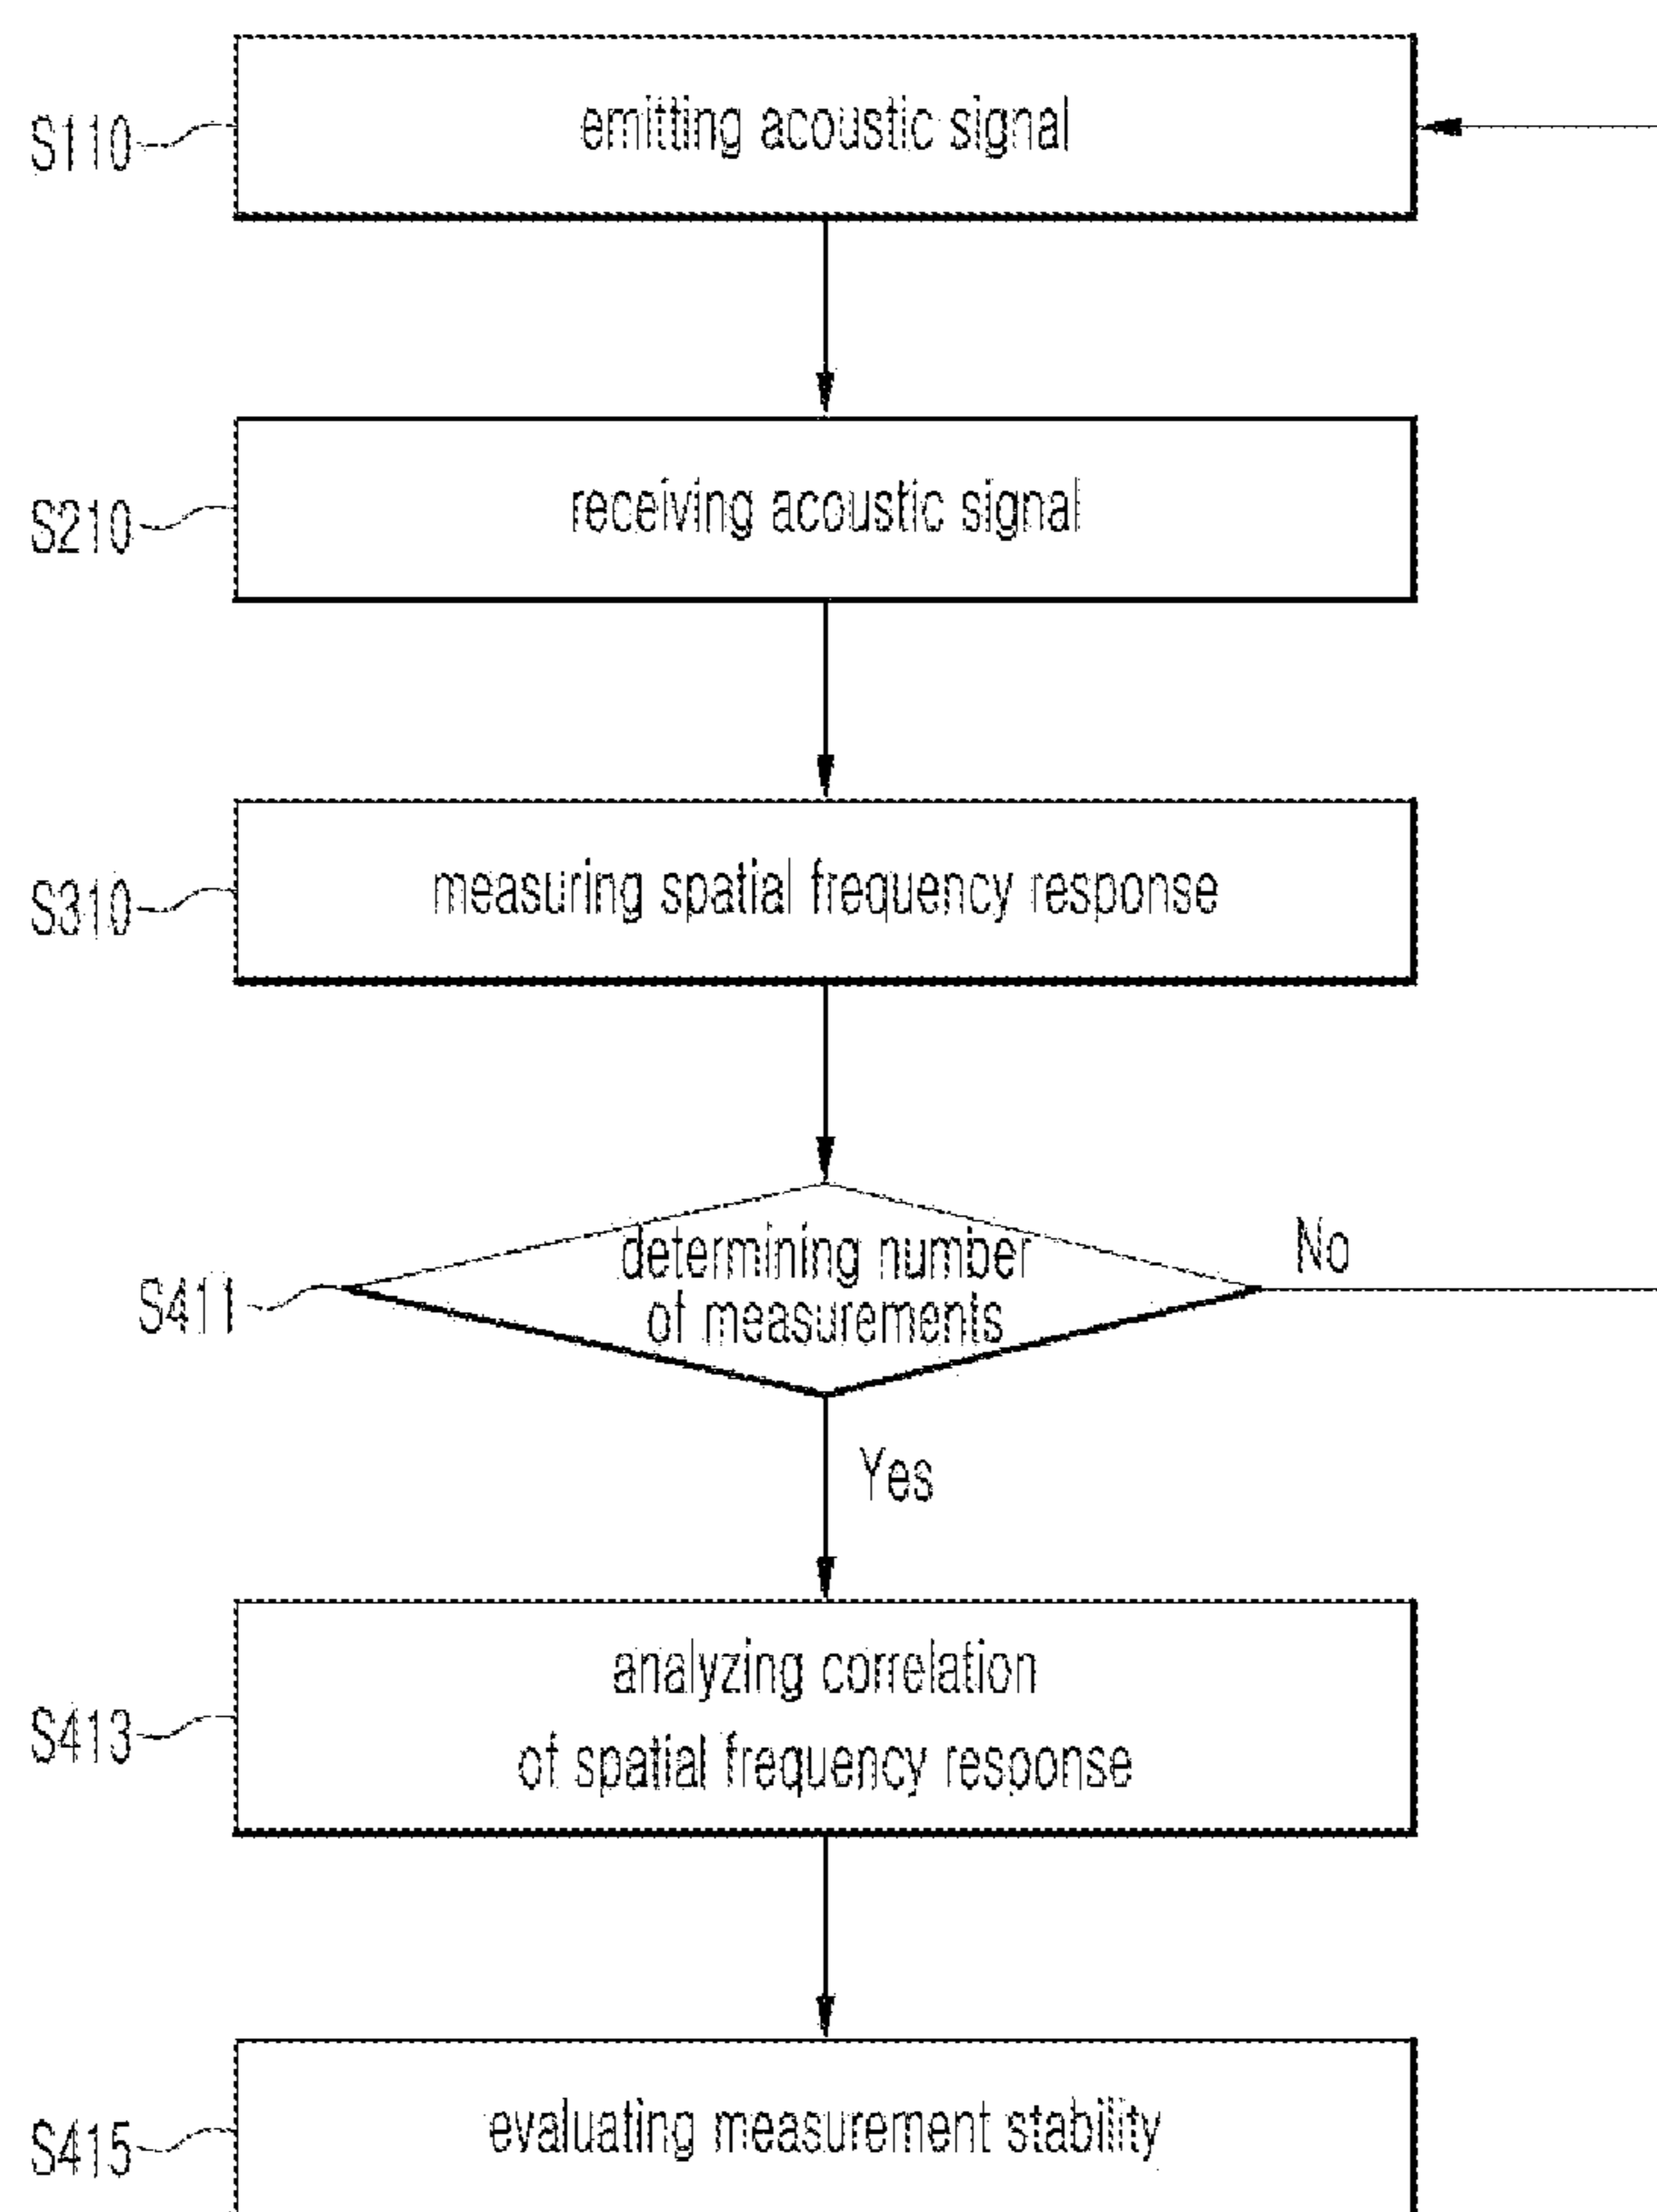 S110
emitting acoustic signal
S210
receiving acoustic signal
S310
measuring spatial frequency response
S411
determining number
of measurements
No
Yes
S413
analyzing correlation
of spatial frequency response
S415
evaluating measurement stability